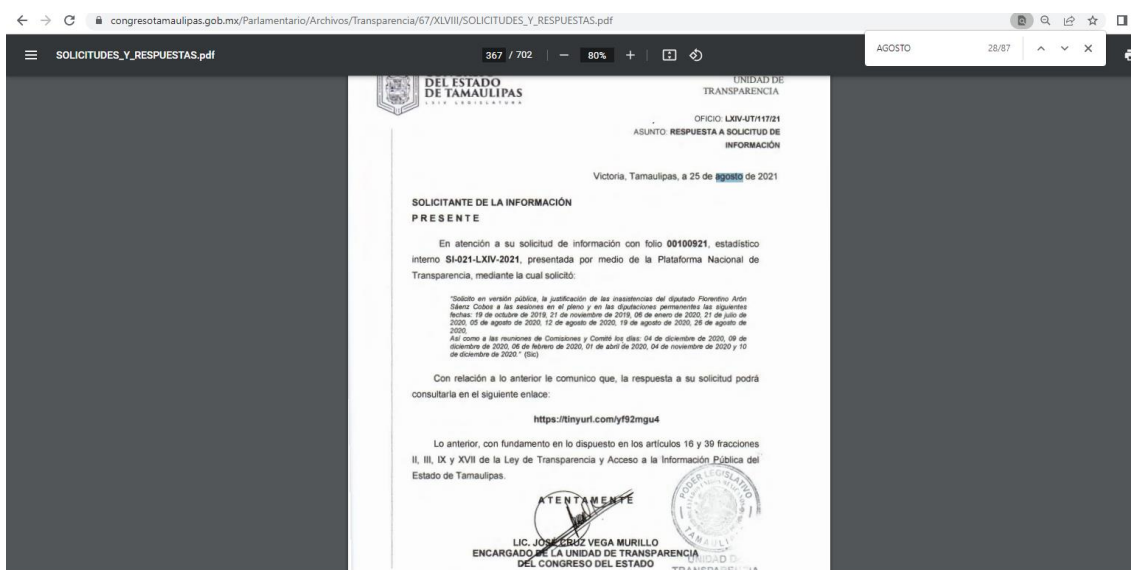 congresotamaulipas.gob.mx/Parlamentario/Archivos/Transparencia/67/XLVIII/SOLICITUDES_Y_RESPUESTAS.pdf
SOLICITUDES_Y_RESPUESTAS.pdf
367 / 702
80%
AGOSTO
28/87
DEL ESTADO
DE TAMAULIPAS
UNIDAD DE
TRANSPARENCIA
OFICIO: LXIV-UT/117/21
ASUNTO: RESPUESTA A SOLICITUD DE
INFORMACIÓN
Victoria, Tamaulipas, a 25 de agosto de 2021
SOLICITANTE DE LA INFORMACIÓN
P R E S E N T E
En atención a su solicitud de información con folio 00100921, estadístico
interno SI-021-LXIV-2021, presentada por medio de la Plataforma Nacional de
Transparencia, mediante la cual solicitó:
"Solicito en versión pública, la justificación de las inasistencias del diputado Florentino Arón
Sáenz Cobos a las sesiones en el pleno y en las diputaciones permanentes las siguientes
fechas: 19 de octubre de 2019, 21 de noviembre de 2019, 06 de enero de 2020, 21 de julio de
2020, 05 de agosto de 2020, 12 de agosto de 2020, 19 de agosto de 2020, 26 de agosto de
2020,
Así como a las reuniones de Comisiones y Comité los días: 04 de diciembre de 2020, 09 de
diciembre de 2020, 06 de febrero de 2020, 01 de abril de 2020, 04 de noviembre de 2020 y 10
de diciembre de 2020." (Sic)
Con relación a lo anterior le comunico que, la respuesta a su solicitud podrá
consultarla en el siguiente enlace:
https://tinyurl.com/yf92mgu4
Lo anterior, con fundamento en lo dispuesto en los artículos 16 y 39 fracciones
II, III, IX y XVII de la Ley de Transparencia y Acceso a la Información Pública del
Estado de Tamaulipas.
A T E N T A M E N T E
PODER LEGISLATIVO
LIC. JOSÉ CRUZ VEGA MURILLO
ENCARGADO DE LA UNIDAD DE TRANSPARENCIA
DEL CONGRESO DEL ESTADO
UNIDAD DE